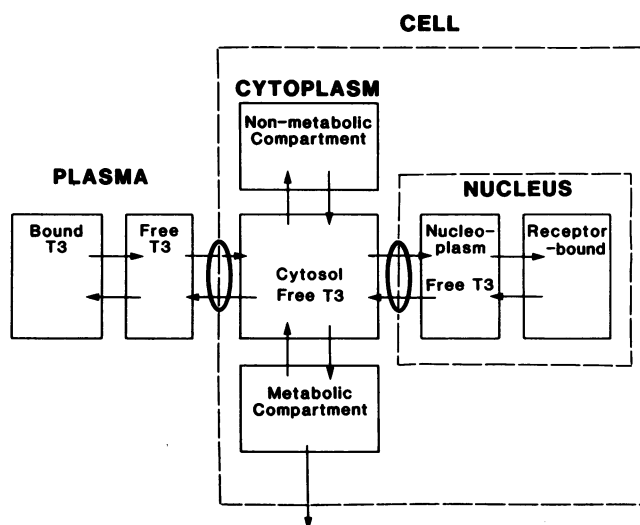 CELL
CYTOPLASM
Non-metabolic
Compartment
PLASMA
NUCLEUS
Bound
T3
Free
T3
Cytosol
Free T3
Nucleo-
plasm
Free T3
Receptor
-bound
Metabolic
Compartment